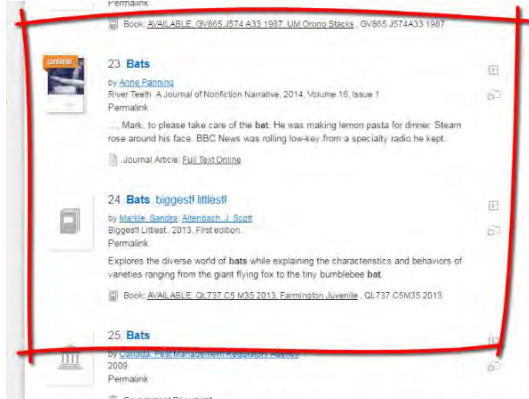 Permalink
Book: AVAILABLE, GV865 J574 A33 1987, UM Orono Stacks , GV865 J574A33 1987
online
23. Bats
by Anne Panning
River Teeth: A Journal of Nonfiction Narrative, 2014, Volume 16, Issue 1
Permalink
... Mark, to please take care of the bat. He was making lemon pasta for dinner. Steam
rose around his face. BBC News was rolling low-key from a specialty radio he kept
Journal Article: Full Text Online
24. Bats: biggest! littlest!
by Markle, Sandra; Altenbach, J. Scott
Biggest! Littlest!, 2013, First edition.
Permalink
Explores the diverse world of bats while explaining the characteristics and behaviors of
varieties ranging from the giant flying fox to the tiny bumblebee bat.
Book: AVAILABLE, QL737 C5 M35 2013, Farmington Juvenile , QL737 C5M35 2013
25. Bats
by Canada. Pest Management Regulatory Agency
2009
Permalink
Government Document